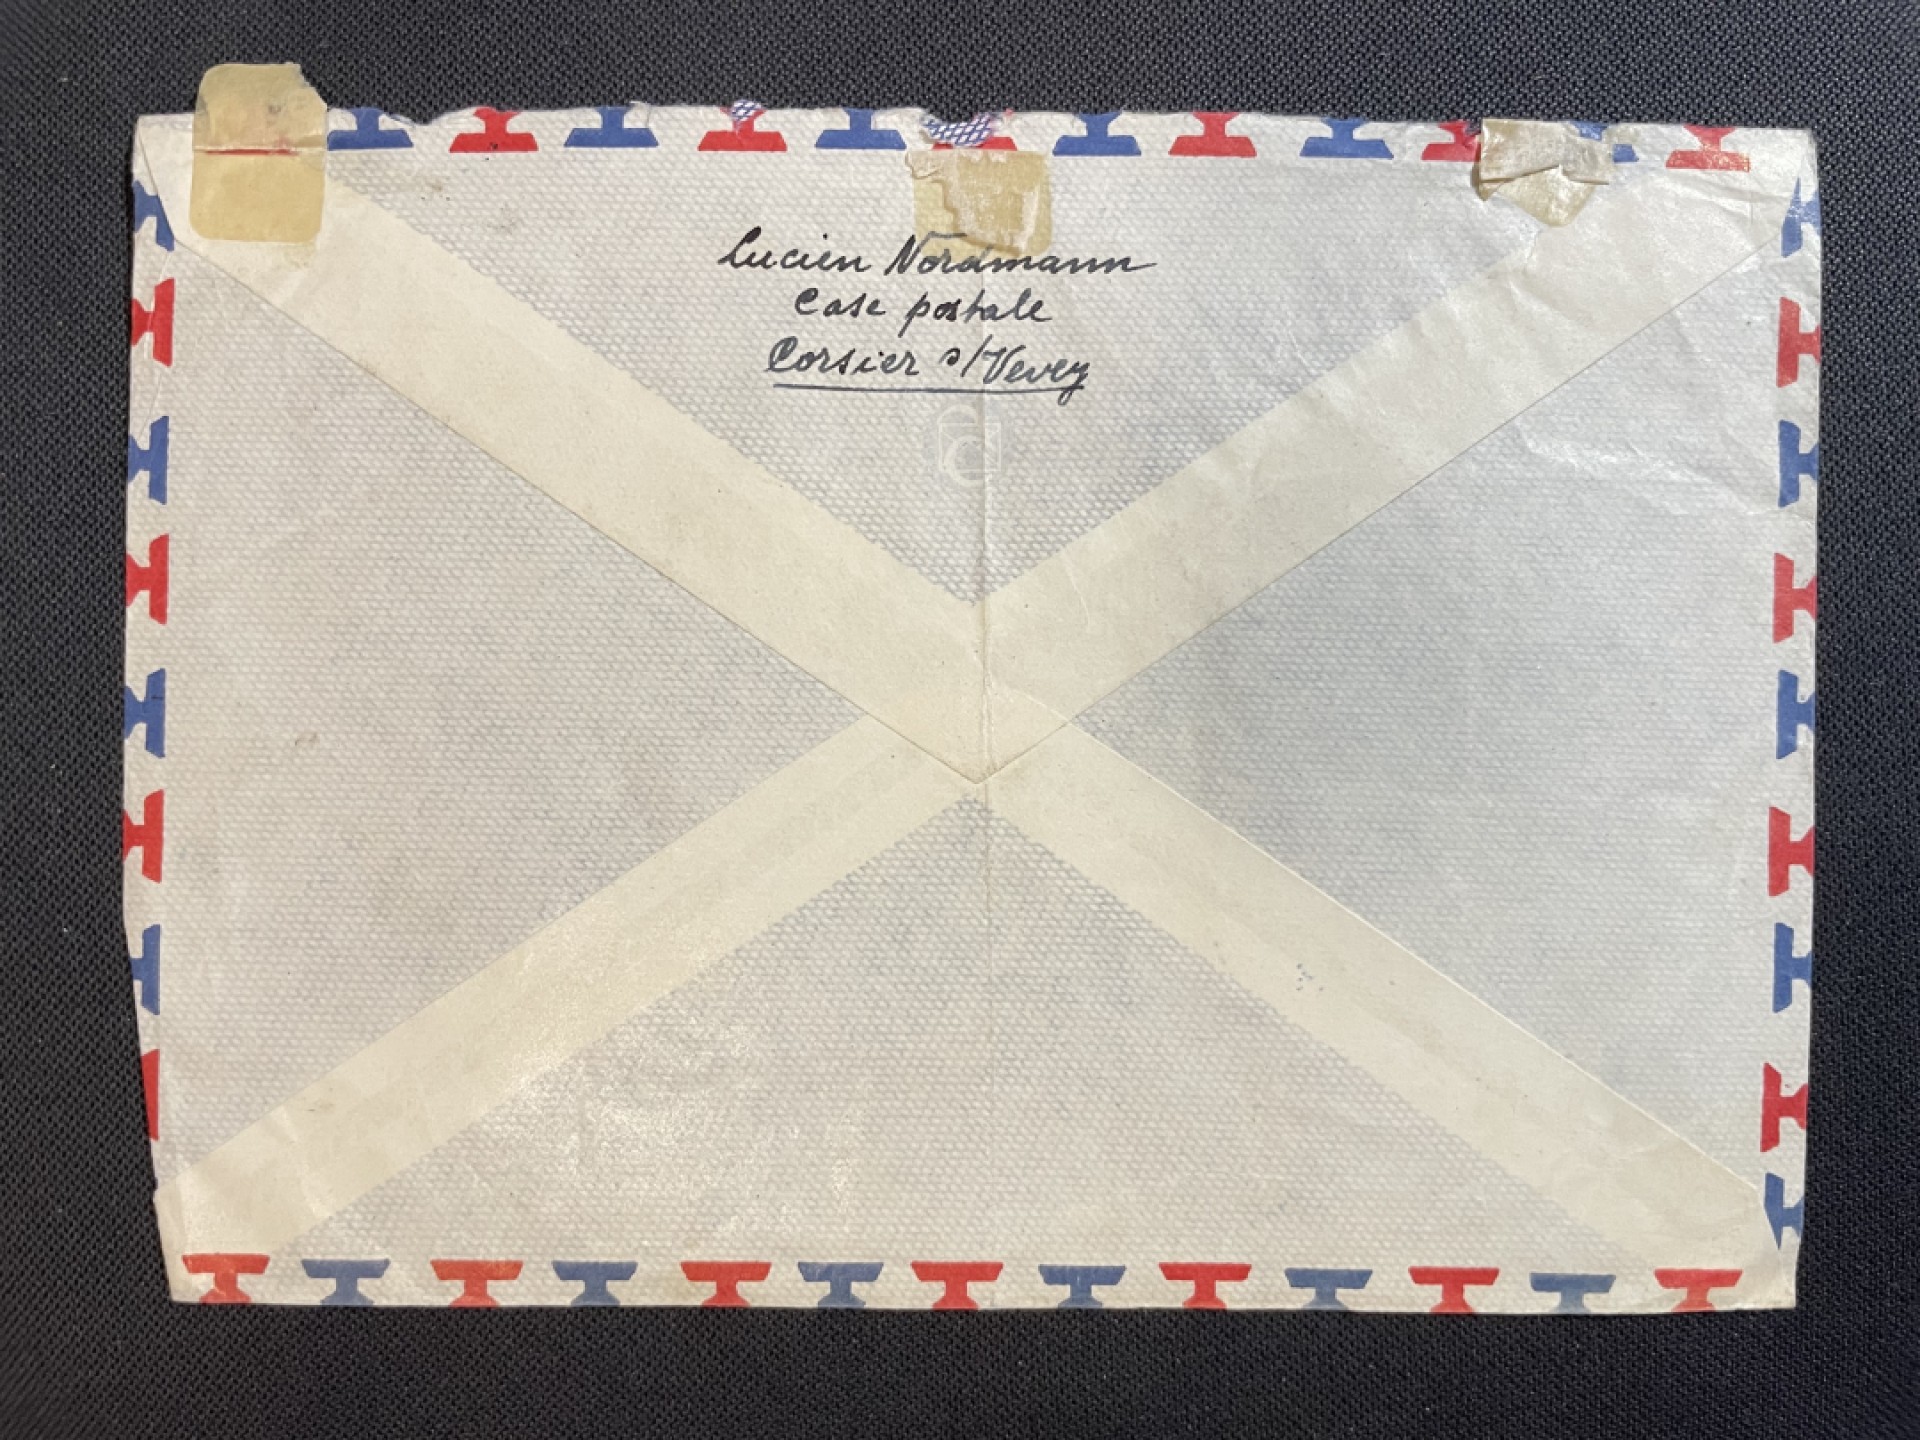 Lucien Nordmann
Case postale
Corsier s/Vevey